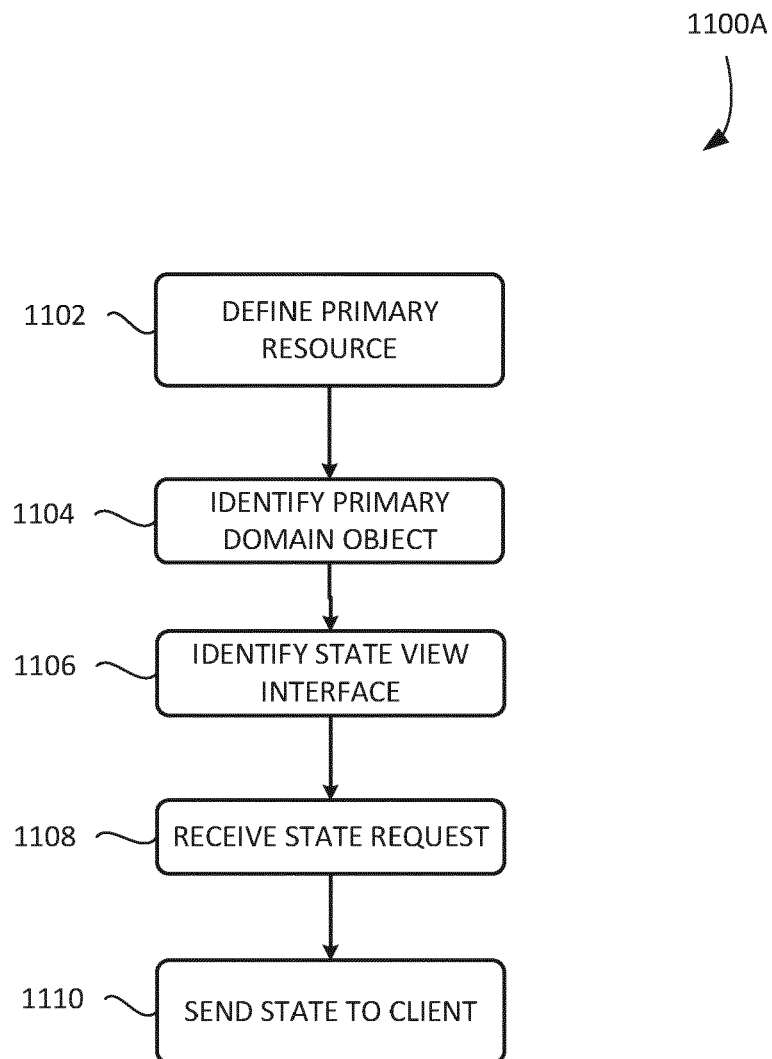 1100A
1102
DEFINE PRIMARY
RESOURCE
1104
IDENTIFY PRIMARY
DOMAIN OBJECT
1106
IDENTIFY STATE VIEW
INTERFACE
1108
RECEIVE STATE REQUEST
1110
SEND STATE TO CLIENT